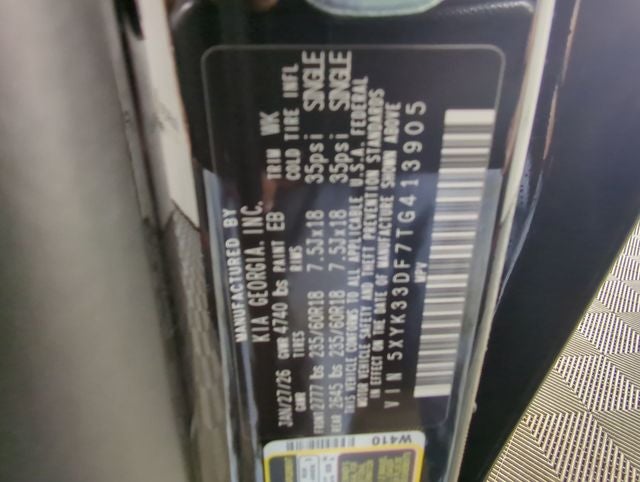 MANUFACTURED BY
KIA GEORGIA, INC.
JAN/27/26 GVWR 4740 lbs PAINT EB TRIM WK
GWR TIRES RIMS COLD TIRE INFL
2777 lbs 235/60R18 7.5Jx18 35psi SINGLE
2645 lbs 235/60R18 7.5Jx18 35psi SINGLE
THIS VEHICLE CONFORMS TO ALL APPLICABLE U.S.A. FEDERAL
MOTOR VEHICLE SAFETY AND THEFT PREVENTION STANDARDS
IN EFFECT ON THE DATE OF MANUFACTURE SHOWN ABOVE
VIN 5XYK33DF7TG413905
MPV
W410